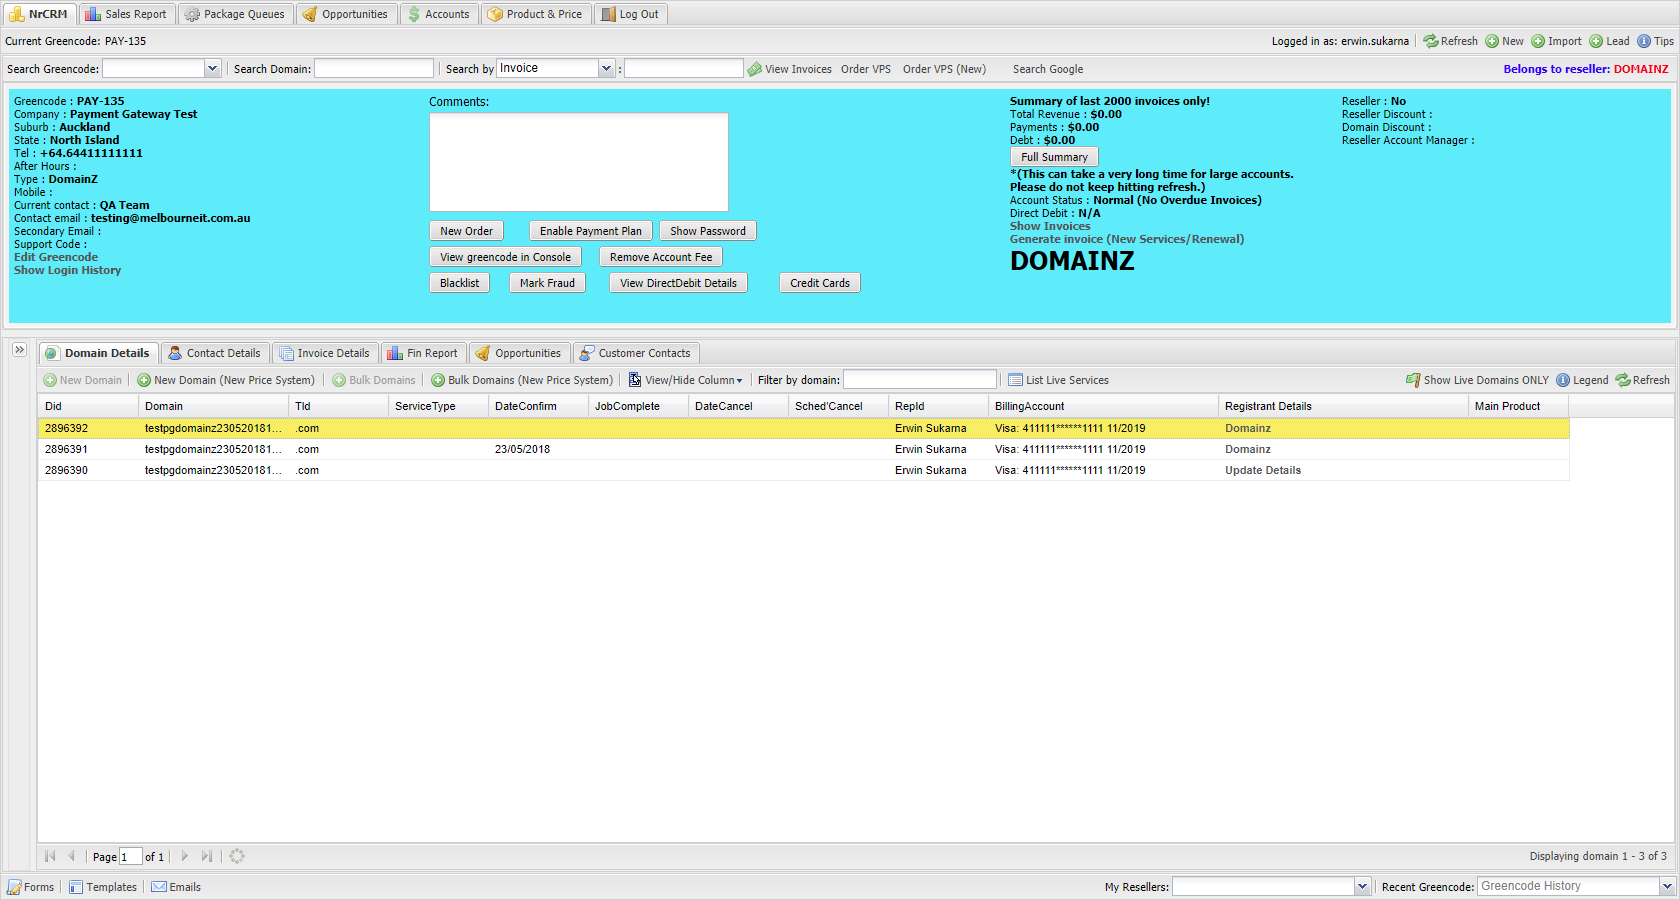 NrCRM Sales Report Package Queues Opportunities Accounts Product & Price Log Out
Current Greencode: PAY-135 Logged in as: erwin.sukarna Refresh New Import Lead Tips
Search Greencode: Search Domain: Search by Invoice : View Invoices Order VPS Order VPS (New) Search Google Belongs to reseller: DOMAINZ
Greencode : PAY-135
Company : Payment Gateway Test
Suburb : Auckland
State : North Island
Tel : +64.64411111111
After Hours :
Type : DomainZ
Mobile :
Current contact : QA Team
Contact email : testing@melbourneit.com.au
Secondary Email :
Support Code :
Edit Greencode
Show Login History
Comments:
New Order Enable Payment Plan Show Password
View greencode in Console Remove Account Fee
Blacklist Mark Fraud View DirectDebit Details Credit Cards
Summary of last 2000 invoices only!
Total Revenue : $0.00
Payments : $0.00
Debt : $0.00
Full Summary
*(This can take a very long time for large accounts.
Please do not keep hitting refresh.)
Account Status : Normal (No Overdue Invoices)
Direct Debit : N/A
Show Invoices
Generate invoice (New Services/Renewal)
DOMAINZ
Reseller : No
Reseller Discount :
Domain Discount :
Reseller Account Manager :
Domain Details Contact Details Invoice Details Fin Report Opportunities Customer Contacts
New Domain New Domain (New Price System) Bulk Domains Bulk Domains (New Price System) View/Hide Column Filter by domain: List Live Services Show Live Domains ONLY Legend Refresh
Did Domain Tld ServiceType DateConfirm JobComplete DateCancel Sched'Cancel RepId BillingAccount Registrant Details Main Product
2896392 testpgdomainz230520181... .com Erwin Sukarna Visa: 411111******1111 11/2019 Domainz
2896391 testpgdomainz230520181... .com 23/05/2018 Erwin Sukarna Visa: 411111******1111 11/2019 Domainz
2896390 testpgdomainz230520181... .com Erwin Sukarna Visa: 411111******1111 11/2019 Update Details
Page 1 of 1 Displaying domain 1 - 3 of 3
Forms Templates Emails My Resellers: Recent Greencode: Greencode History